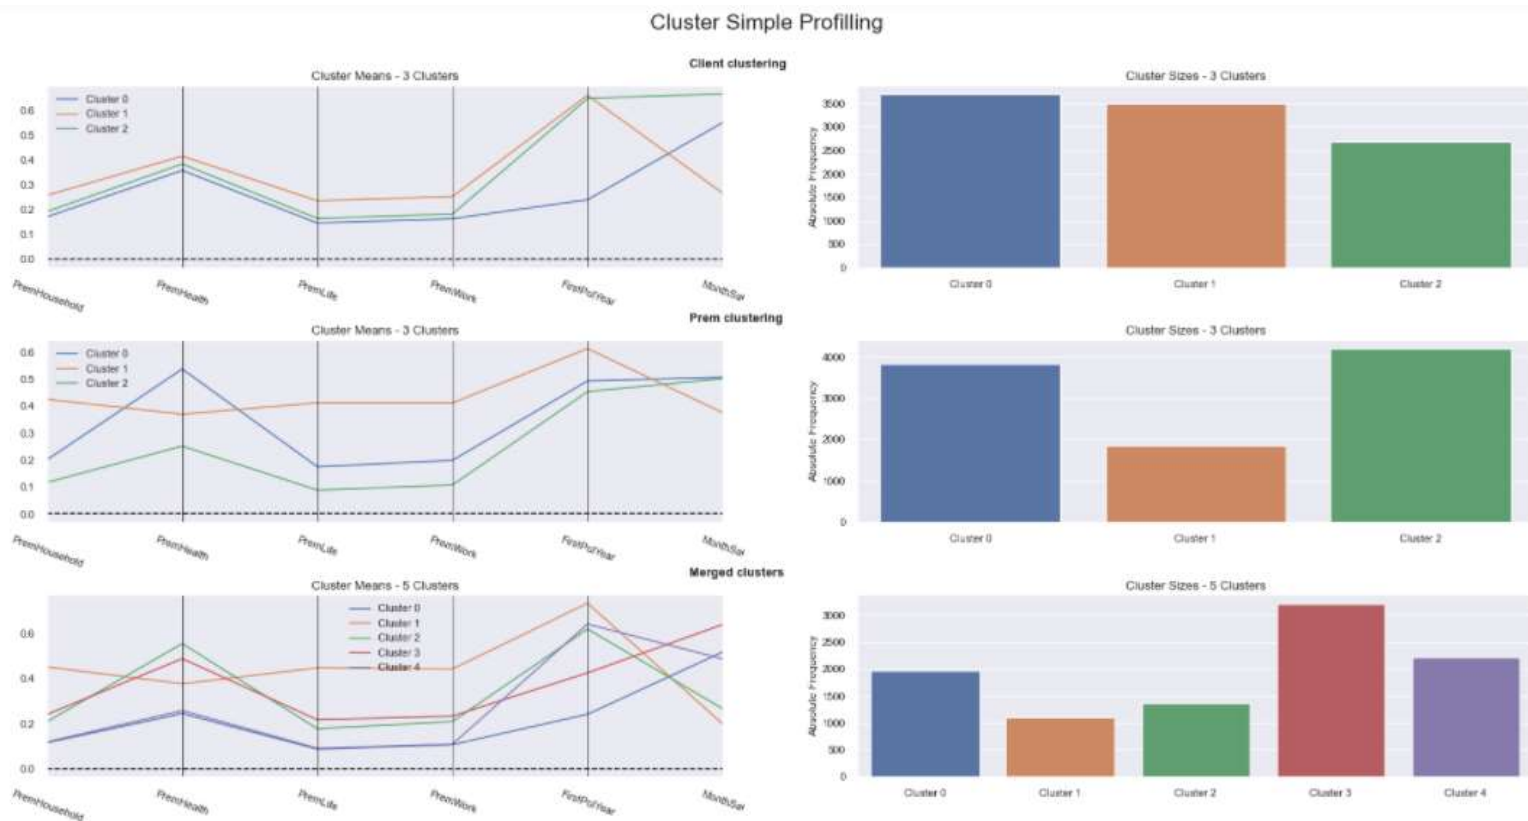 Cluster Simple Profilling
Client clustering
Cluster Means - 3 Clusters
Cluster 0
Cluster 1
Cluster 2
0.6
0.5
0.4
0.3
0.2
0.1
0.0
PremHousehold
PremHealth
PremLife
PremWork
FirstPolYear
MonthSal
Cluster Sizes - 3 Clusters
Absolute Frequency
3500
3000
2500
2000
1500
1000
500
0
Cluster 0
Cluster 1
Cluster 2
Prem clustering
Cluster Means - 3 Clusters
Cluster 0
Cluster 1
Cluster 2
0.6
0.5
0.4
0.3
0.2
0.1
0.0
PremHousehold
PremHealth
PremLife
PremWork
FirstPolYear
MonthSal
Cluster Sizes - 3 Clusters
Absolute Frequency
4000
3000
2000
1000
0
Cluster 0
Cluster 1
Cluster 2
Merged clusters
Cluster Means - 5 Clusters
Cluster 0
Cluster 1
Cluster 2
Cluster 3
Cluster 4
0.6
0.4
0.2
0.0
PremHousehold
PremHealth
PremLife
PremWork
FirstPolYear
MonthSal
Cluster Sizes - 5 Clusters
Absolute Frequency
3000
2500
2000
1500
1000
500
0
Cluster 0
Cluster 1
Cluster 2
Cluster 3
Cluster 4